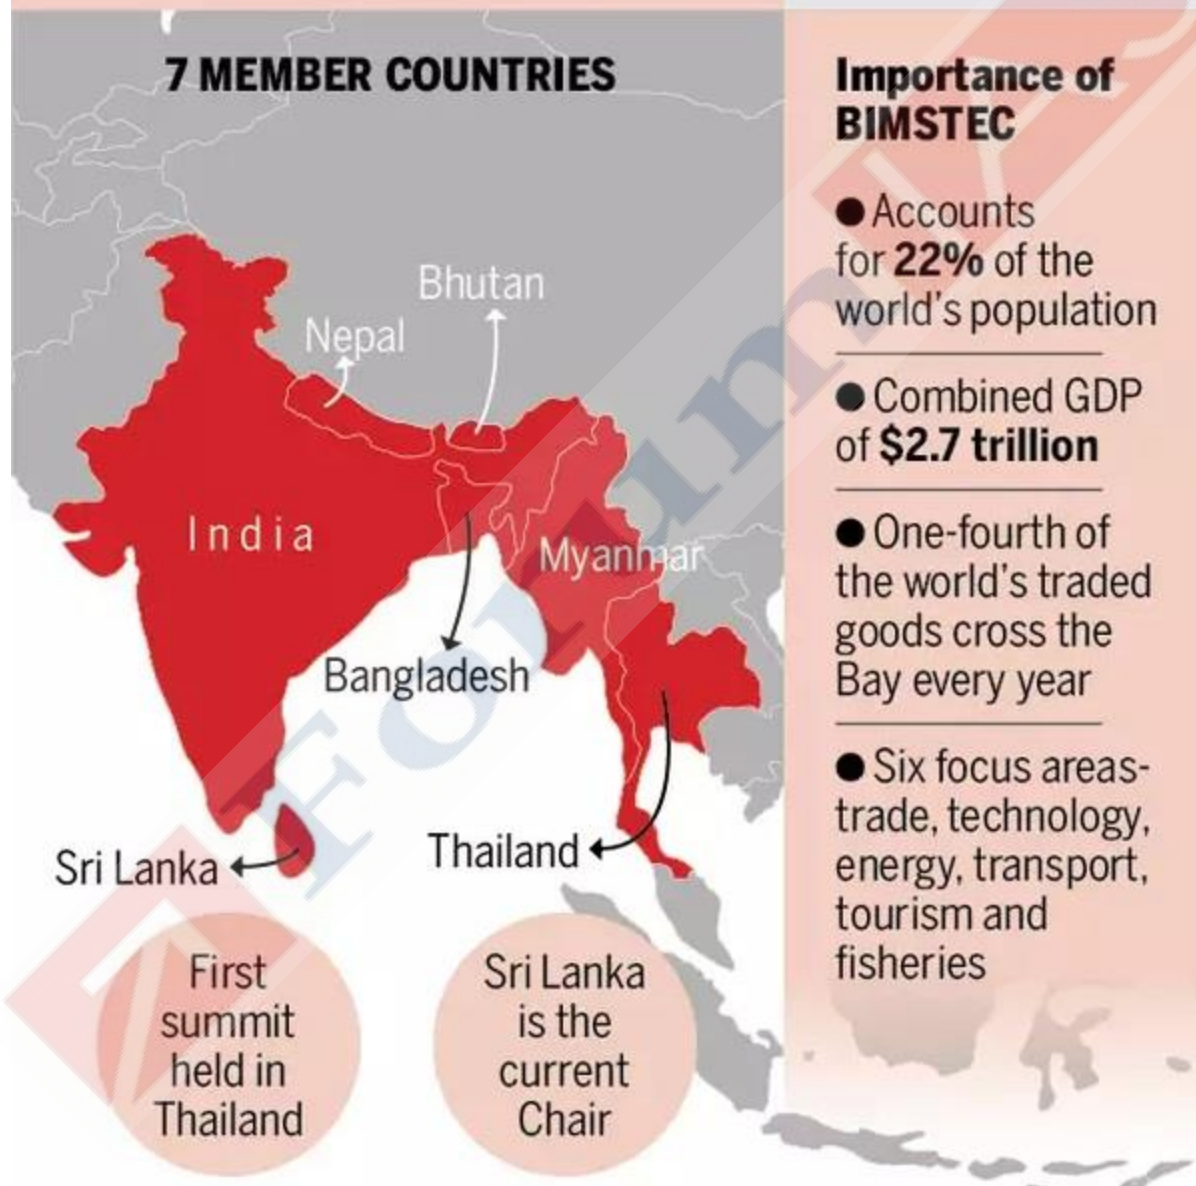 7 MEMBER COUNTRIES
Bhutan
Nepal
India
Myanmar
Bangladesh
Thailand
Sri Lanka
First
summit
held in
Thailand
Sri Lanka
is the
current
Chair
Importance of
BIMSTEC
● Accounts
for 22% of the
world's population
● Combined GDP
of $2.7 trillion
● One-fourth of
the world's traded
goods cross the
Bay every year
● Six focus areas-
trade, technology,
energy, transport,
tourism and
fisheries
Forum